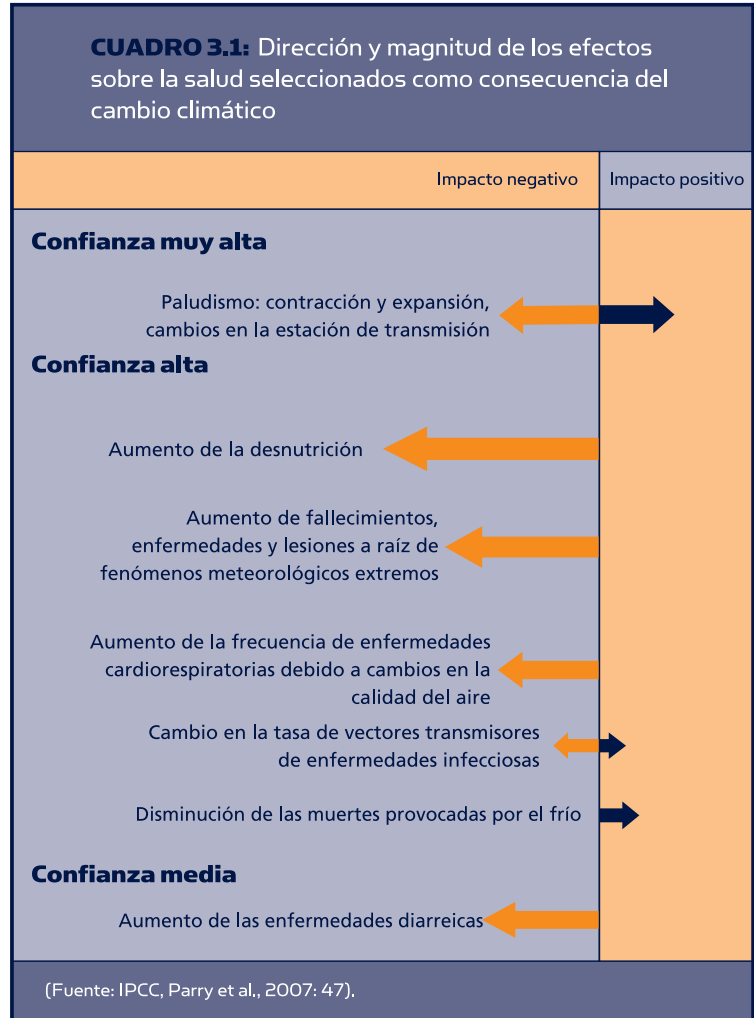 CUADRO 3.1: Dirección y magnitud de los efectos
sobre la salud seleccionados como consecuencia del
cambio climático
Impacto negativo
Impacto positivo
Confianza muy alta
Paludismo: contracción y expansión,
cambios en la estación de transmisión
Confianza alta
Aumento de la desnutrición
Aumento de fallecimientos,
enfermedades y lesiones a raíz de
fenómenos meteorológicos extremos
Aumento de la frecuencia de enfermedades
cardiorespiratorias debido a cambios en la
calidad del aire
Cambio en la tasa de vectores transmisores
de enfermedades infecciosas
Disminución de las muertes provocadas por el frío
Confianza media
Aumento de las enfermedades diarreicas
(Fuente: IPCC, Parry et al., 2007: 47).